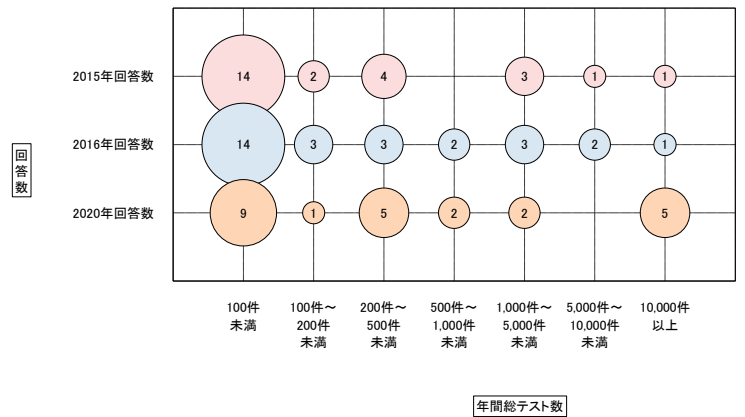 2015年回答数
14 2 4 3 1 1
2016年回答数
14 3 3 2 3 2 1
2020年回答数
9 1 5 2 2 5
回答数
100件
未満
100件～
200件
未満
200件～
500件
未満
500件～
1,000件
未満
1,000件～
5,000件
未満
5,000件～
10,000件
未満
10,000件
以上
年間総テスト数